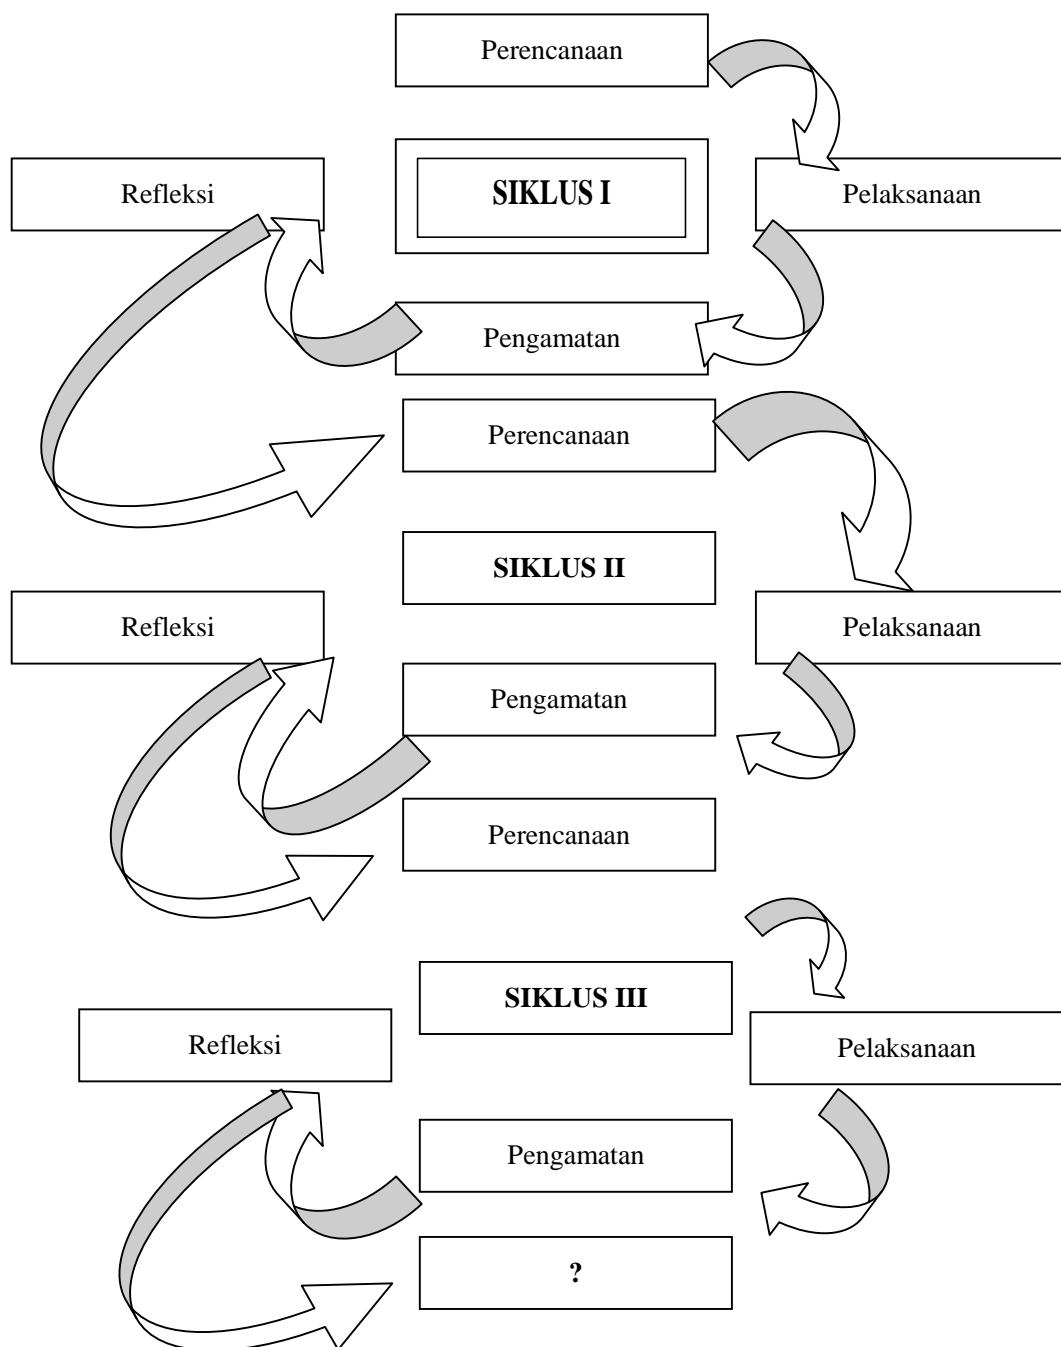 Perencanaan
Refleksi
SIKLUS I
Pelaksanaan
Pengamatan
Perencanaan
SIKLUS II
Refleksi
Pelaksanaan
Pengamatan
Perencanaan
SIKLUS III
Refleksi
Pelaksanaan
Pengamatan
?